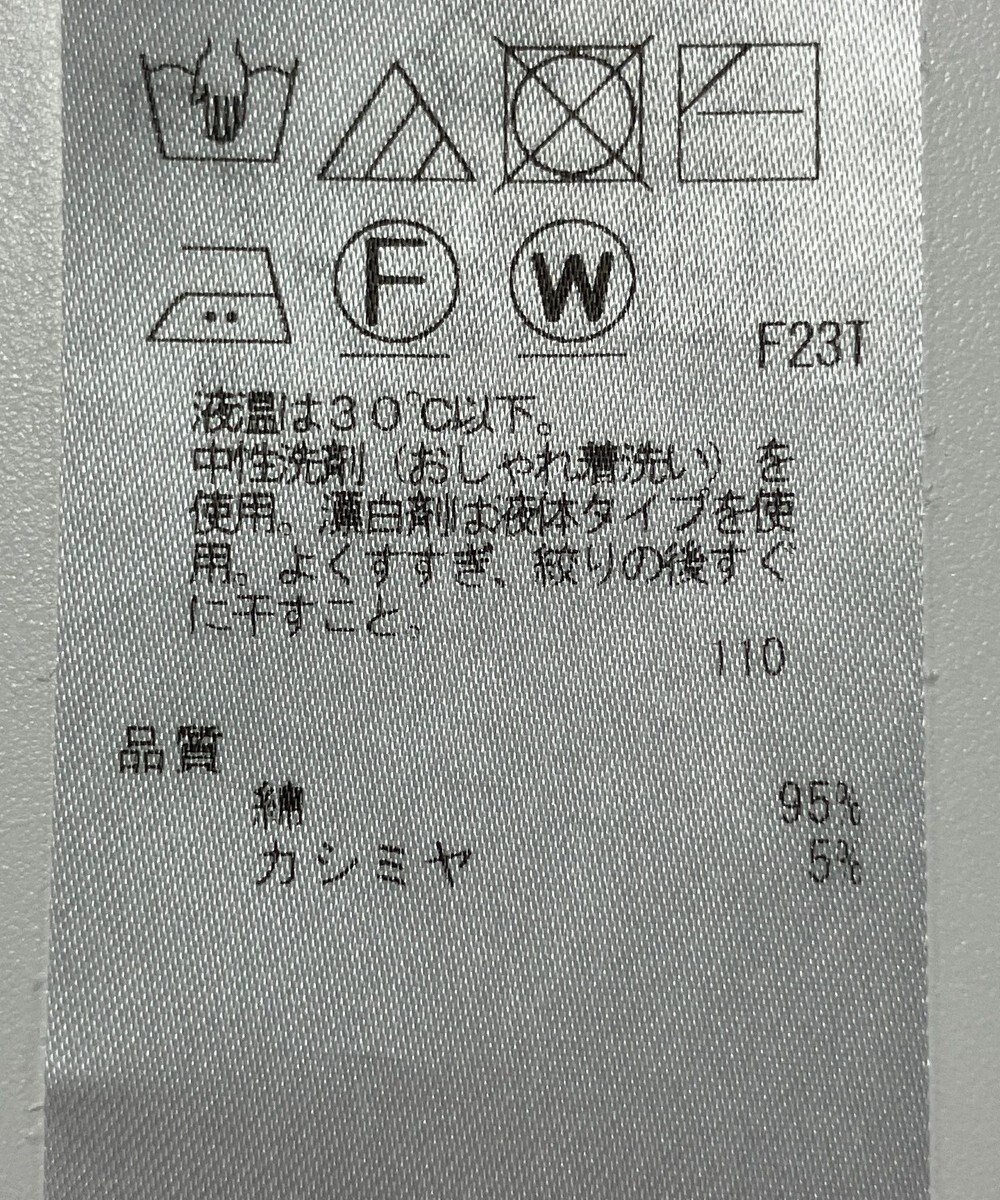 F W
F23T
液温は30℃以下。
中性洗剤（おしゃれ着洗い）を
使用。漂白剤は液体タイプを使
用。よくすすぎ、絞りの後すぐ
に干すこと。
110
品質
綿 95%
カシミヤ 5%